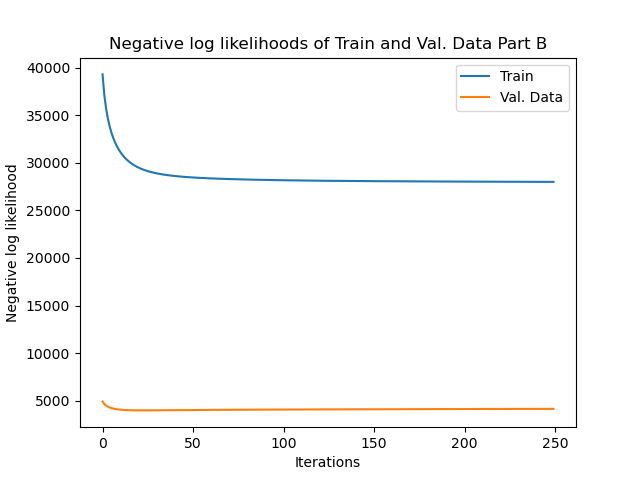 Negative log likelihoods of Train and Val. Data Part B
Train
Val. Data
Negative log likelihood
40000
35000
30000
25000
20000
15000
10000
5000
0 50 100 150 200 250
Iterations